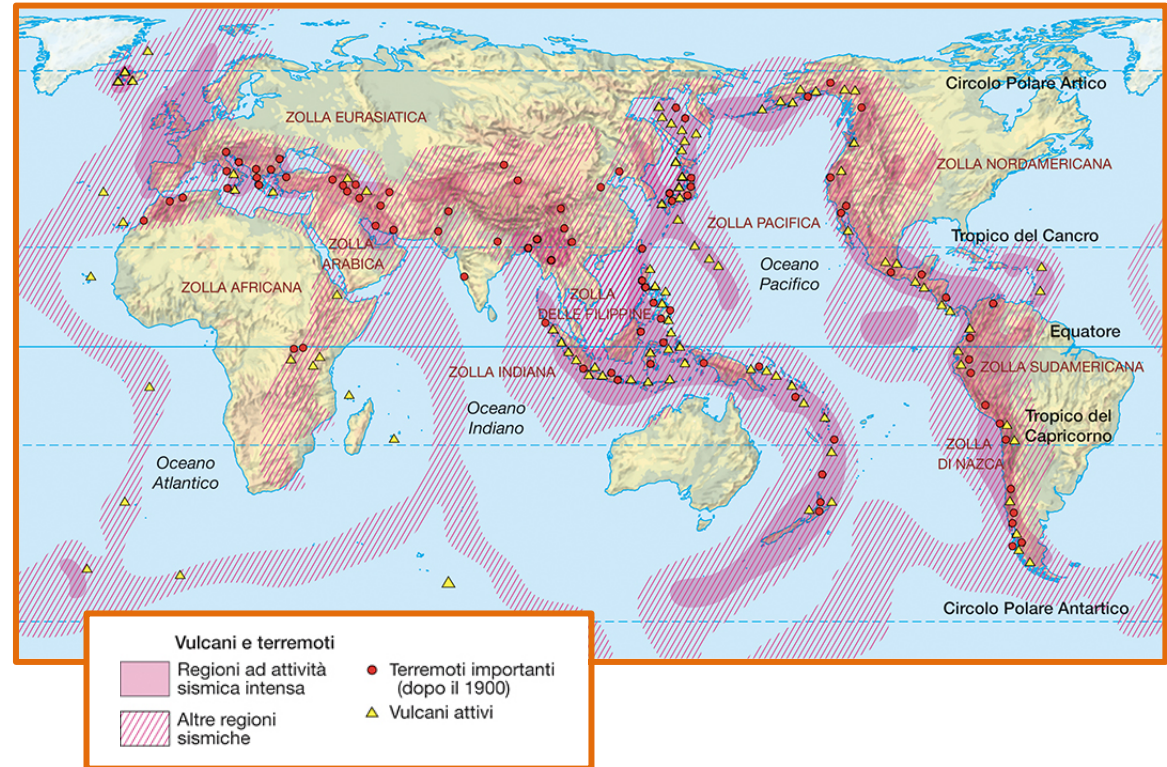 Circolo Polare Artico
ZOLLA EURASIATICA
ZOLLA NORDAMERICANA
ZOLLA PACIFICA
Tropico del Cancro
ZOLLA
ARABICA
Oceano
Pacifico
ZOLLA AFRICANA
ZOLLA
DELLE FILIPPINE
Equatore
ZOLLA INDIANA
ZOLLA SUDAMERICANA
Oceano
Indiano
Tropico del
Capricorno
ZOLLA
DI NAZCA
Oceano
Atlantico
Circolo Polare Antartico
Vulcani e terremoti
Regioni ad attività
sismica intensa
Altre regioni
sismiche
Terremoti importanti
(dopo il 1900)
Vulcani attivi